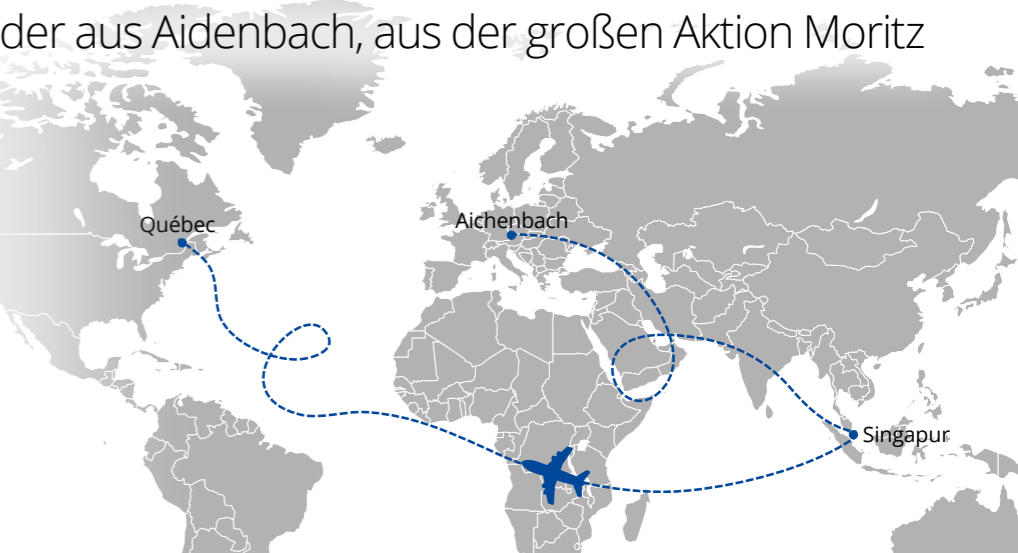 der aus Aidenbach, aus der großen Aktion Moritz
Québec
Aichenbach
Singapur